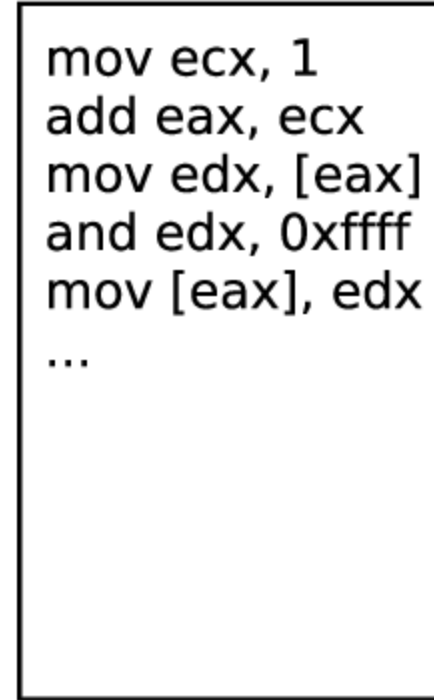 mov ecx, 1
add eax, ecx
mov edx, [eax]
and edx, 0xffff
mov [eax], edx
...